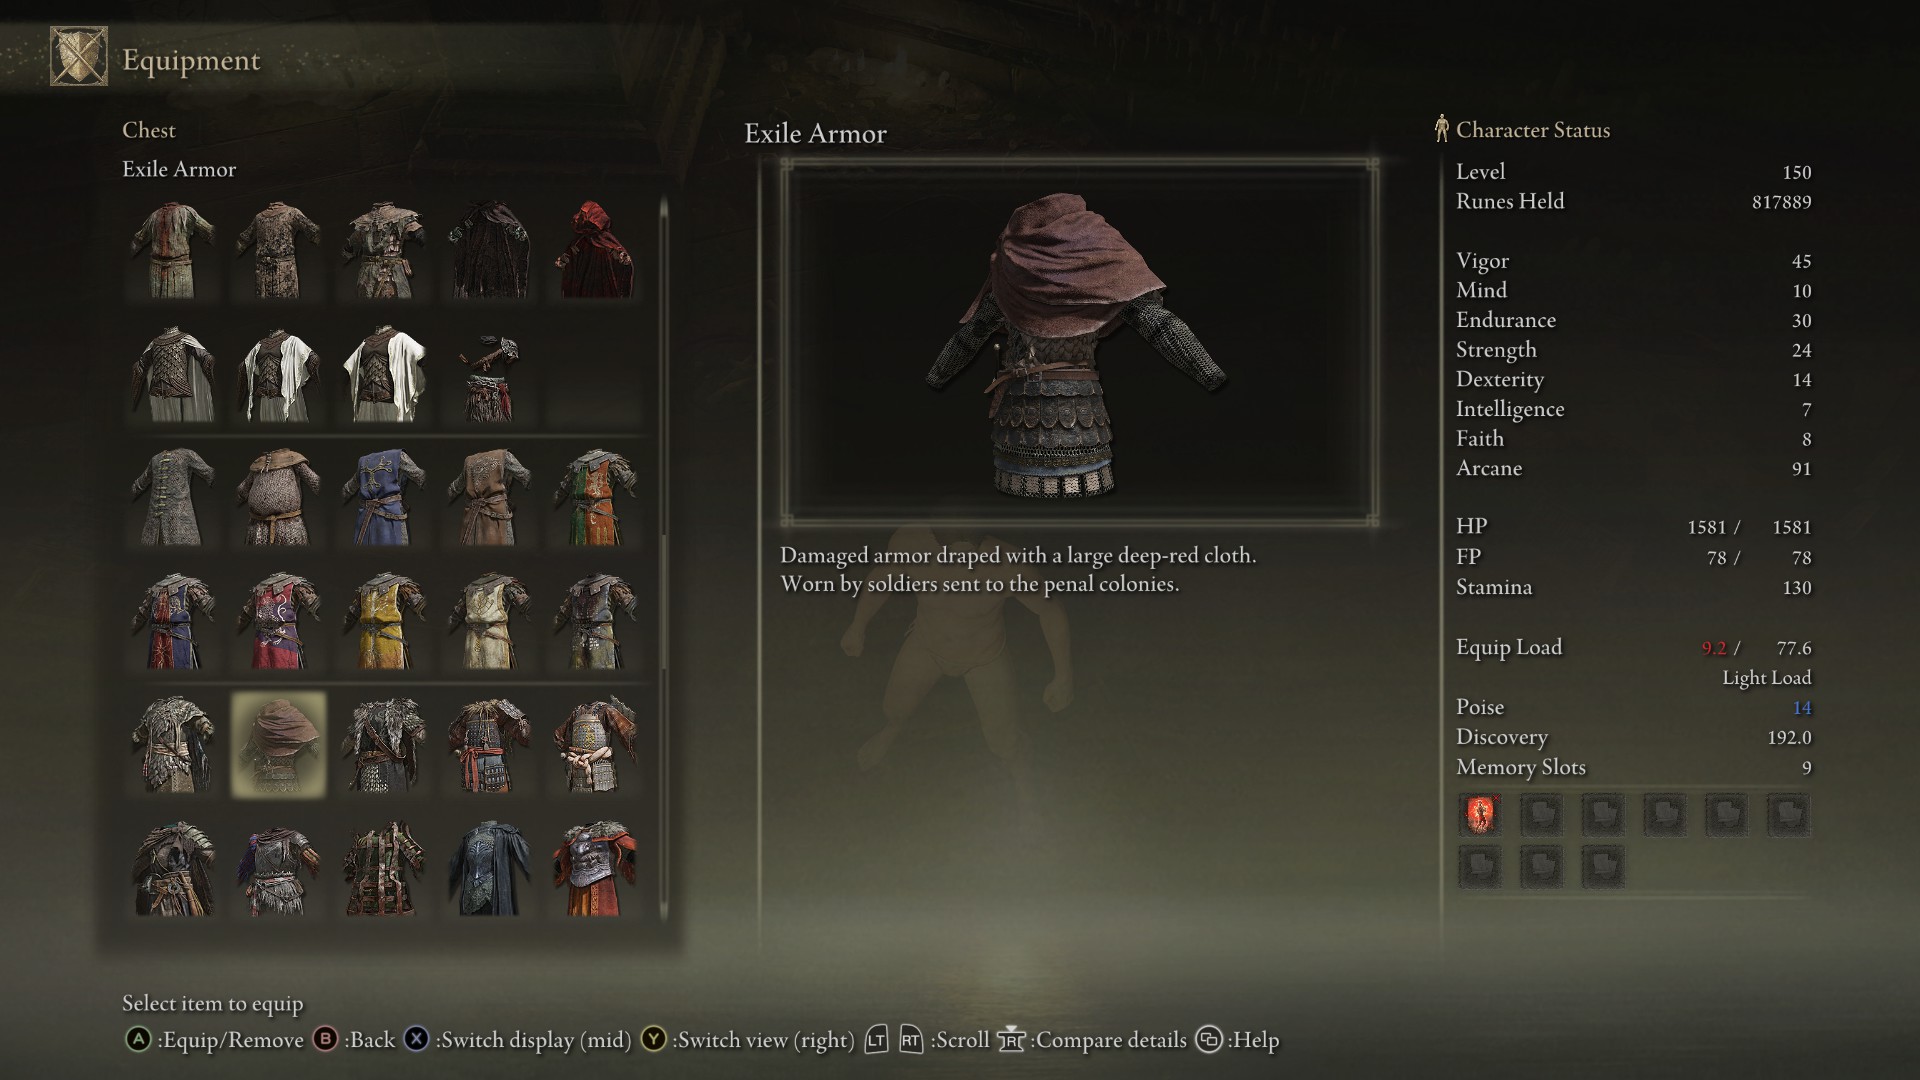 Equipment
Chest
Exile Armor
Exile Armor
Damaged armor draped with a large deep-red cloth.
Worn by soldiers sent to the penal colonies.
Character Status
Level 150
Runes Held 817889
Vigor 45
Mind 10
Endurance 30
Strength 24
Dexterity 14
Intelligence 7
Faith 8
Arcane 91
HP 1581 / 1581
FP 78 / 78
Stamina 130
Equip Load 9.2 / 77.6
Light Load
Poise 14
Discovery 192.0
Memory Slots 9
Select item to equip
A :Equip/Remove B :Back X :Switch display (mid) Y :Switch view (right) LT RT :Scroll R :Compare details :Help